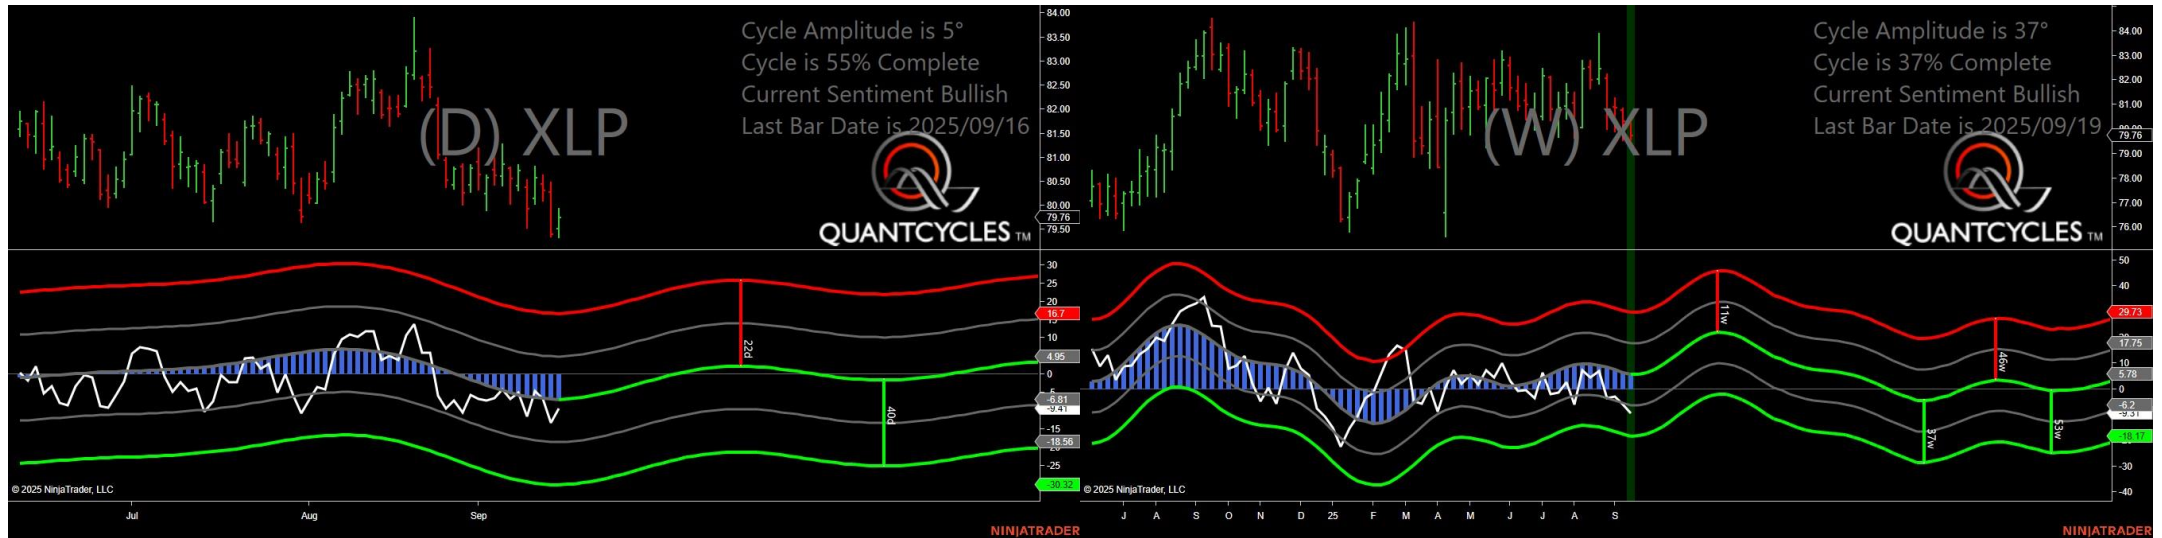 Cycle Amplitude is 5°
Cycle is 55% Complete
Current Sentiment Bullish
Last Bar Date is 2025/09/16
(D) XLP
QUANTCYCLES TM
84.00
83.50
83.00
82.50
82.00
81.50
81.00
80.50
80.00
79.76
79.50
30
25
20
16.7
10
4.95
0
-6.81
-9.41
-15
-18.56
-25
-30.32
22d
40d
© 2025 NinjaTrader, LLC
Jul
Aug
Sep
NINJATRADER
Cycle Amplitude is 37°
Cycle is 37% Complete
Current Sentiment Bullish
Last Bar Date is 2025/09/19
(W) XLP
QUANTCYCLES TM
84.00
83.00
82.00
81.00
79.76
79.00
78.00
77.00
76.00
50
40
29.73
17.75
10
5.78
0
-6.2
-9.31
-18.17
-30
-40
11w
37w
46w
53w
© 2025 NinjaTrader, LLC
J A S O N D 25 F M A M J J A S
NINJATRADER